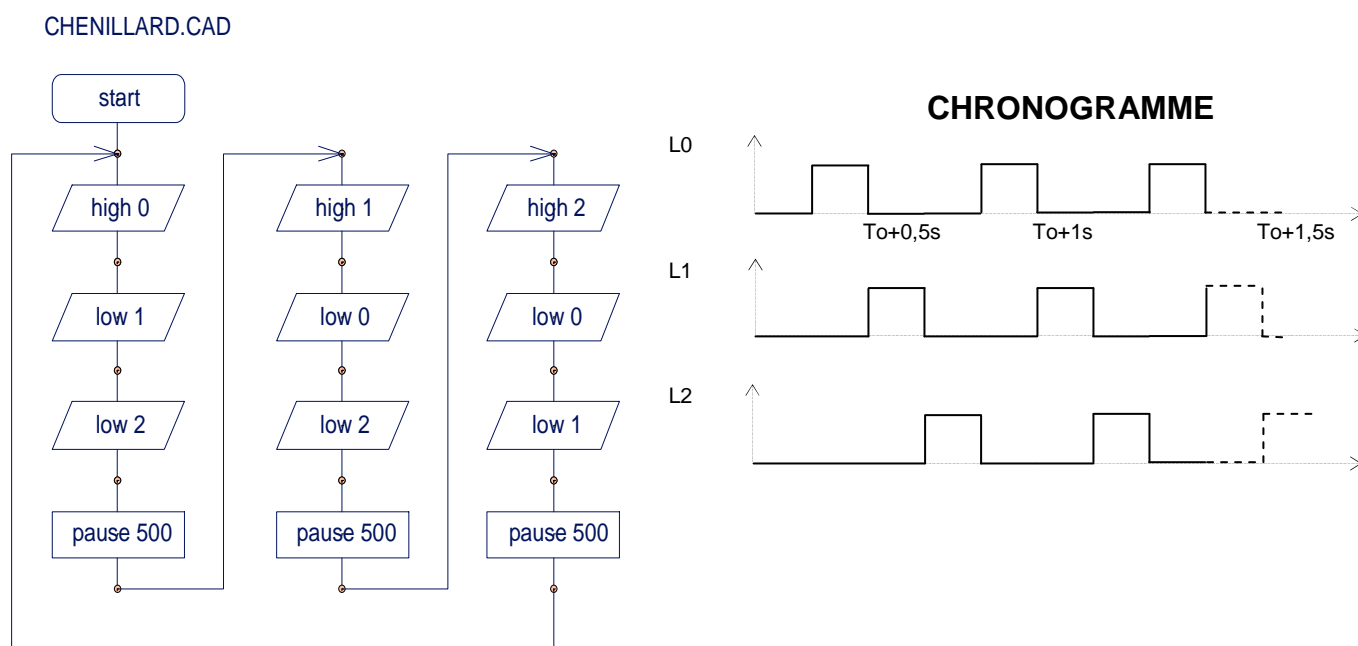 CHENILLARD.CAD
start
high 0
low 1
low 2
pause 500
high 1
low 0
low 2
pause 500
high 2
low 0
low 1
pause 500
CHRONOGRAMME
L0
To+0,5s To+1s To+1,5s
L1
L2